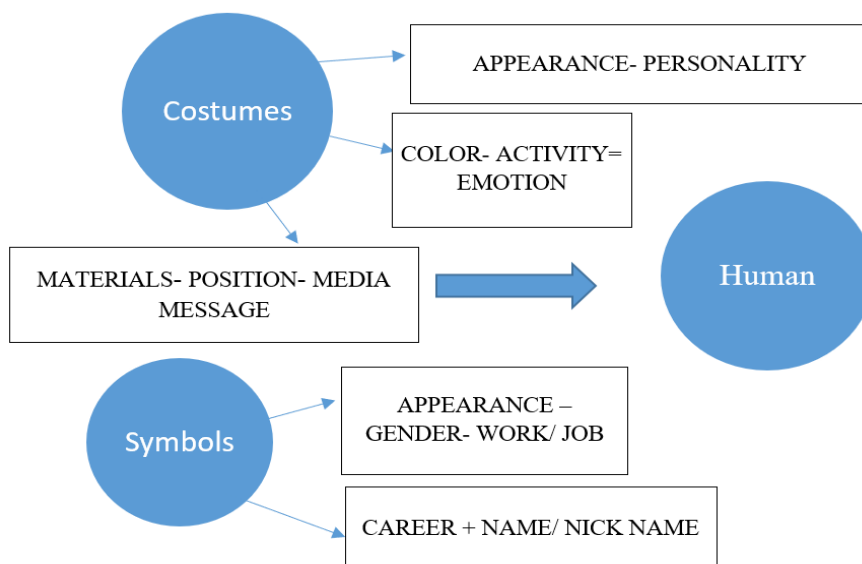 Costumes
APPEARANCE- PERSONALITY
COLOR- ACTIVITY=
EMOTION
MATERIALS- POSITION- MEDIA
MESSAGE
Human
Symbols
APPEARANCE –
GENDER- WORK/ JOB
CAREER + NAME/ NICK NAME